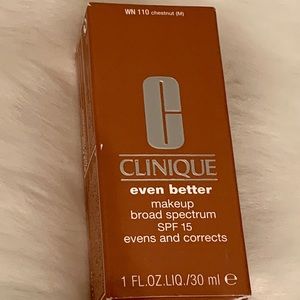 WN 110 chestnut (M)
C
CLINIQUE
even better
makeup
broad spectrum
SPF 15
evens and corrects
1 FL.OZ.LIQ./30 ml e